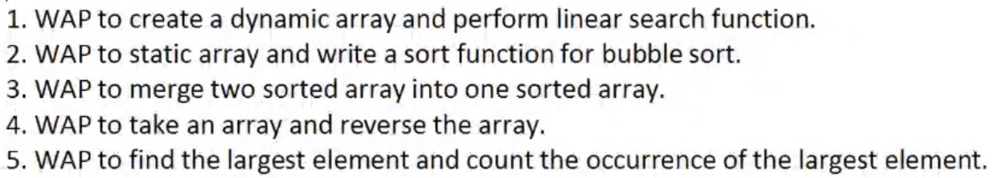 1. WAP to create a dynamic array and perform linear search function.
2. WAP to static array and write a sort function for bubble sort.
3. WAP to merge two sorted array into one sorted array.
4. WAP to take an array and reverse the array.
5. WAP to find the largest element and count the occurrence of the largest element.